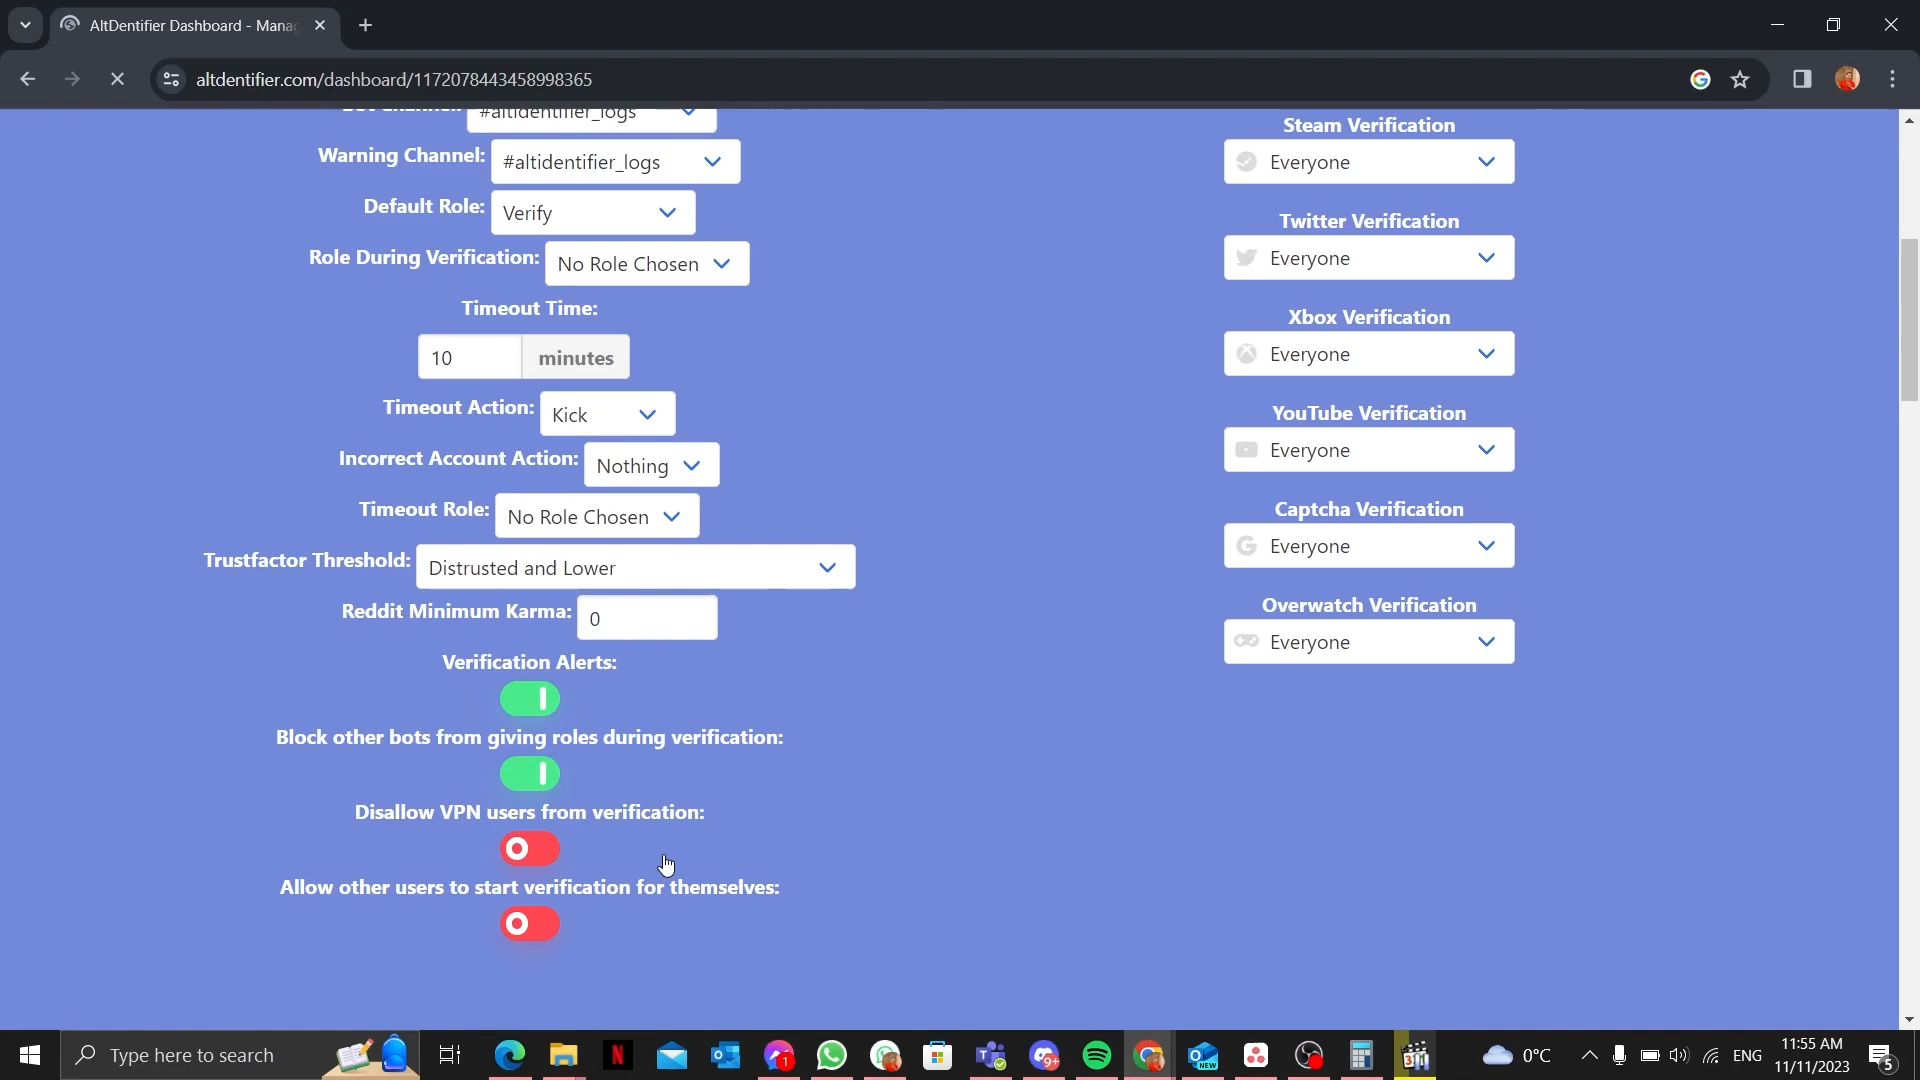 AltDentifier Dashboard - Mana
altdentifier.com/dashboard/1172078443458998365
#altidentifier_logs
Warning Channel: #altidentifier_logs
Default Role: Verify
Role During Verification: No Role Chosen
Timeout Time:
10 minutes
Timeout Action: Kick
Incorrect Account Action: Nothing
Timeout Role: No Role Chosen
Trustfactor Threshold: Distrusted and Lower
Reddit Minimum Karma: 0
Verification Alerts:
Block other bots from giving roles during verification:
Disallow VPN users from verification:
Allow other users to start verification for themselves:
Steam Verification
Everyone
Twitter Verification
Everyone
Xbox Verification
Everyone
YouTube Verification
Everyone
Captcha Verification
Everyone
Overwatch Verification
Everyone
Type here to search
0°C
ENG
11:55 AM
11/11/2023
5